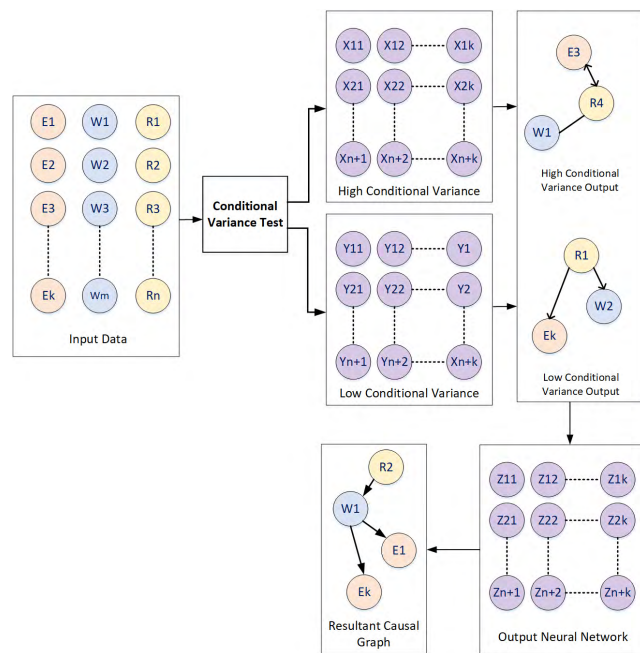 E1 W1 R1
E2 W2 R2
E3 W3 R3
Ek Wm Rn
Input Data
Conditional
Variance Test
X11 X12 X1k
X21 X22 X2k
Xn+1 Xn+2 Xn+k
High Conditional Variance
E3
R4
W1
High Conditional
Variance Output
Y11 Y12 Y1
Y21 Y22 Y2
Yn+1 Yn+2 Xn+k
Low Conditional Variance
R1
W2
Ek
Low Conditional
Variance Output
R2
W1
E1
Ek
Resultant Causal
Graph
Z11 Z12 Z1k
Z21 Z22 Z2k
Zn+1 Zn+2 Zn+k
Output Neural Network